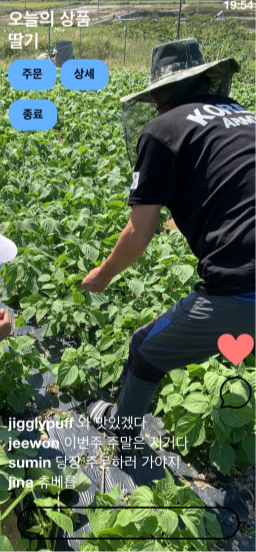 19:54
오늘의 상품
딸기
주문
상세
종료
KOREA
ARMY
jigglypuff 와 맛있겠다
jeewon 이번주 주말은 저거다
sumin 당장 주문하러 가야지
jina 츄베릅